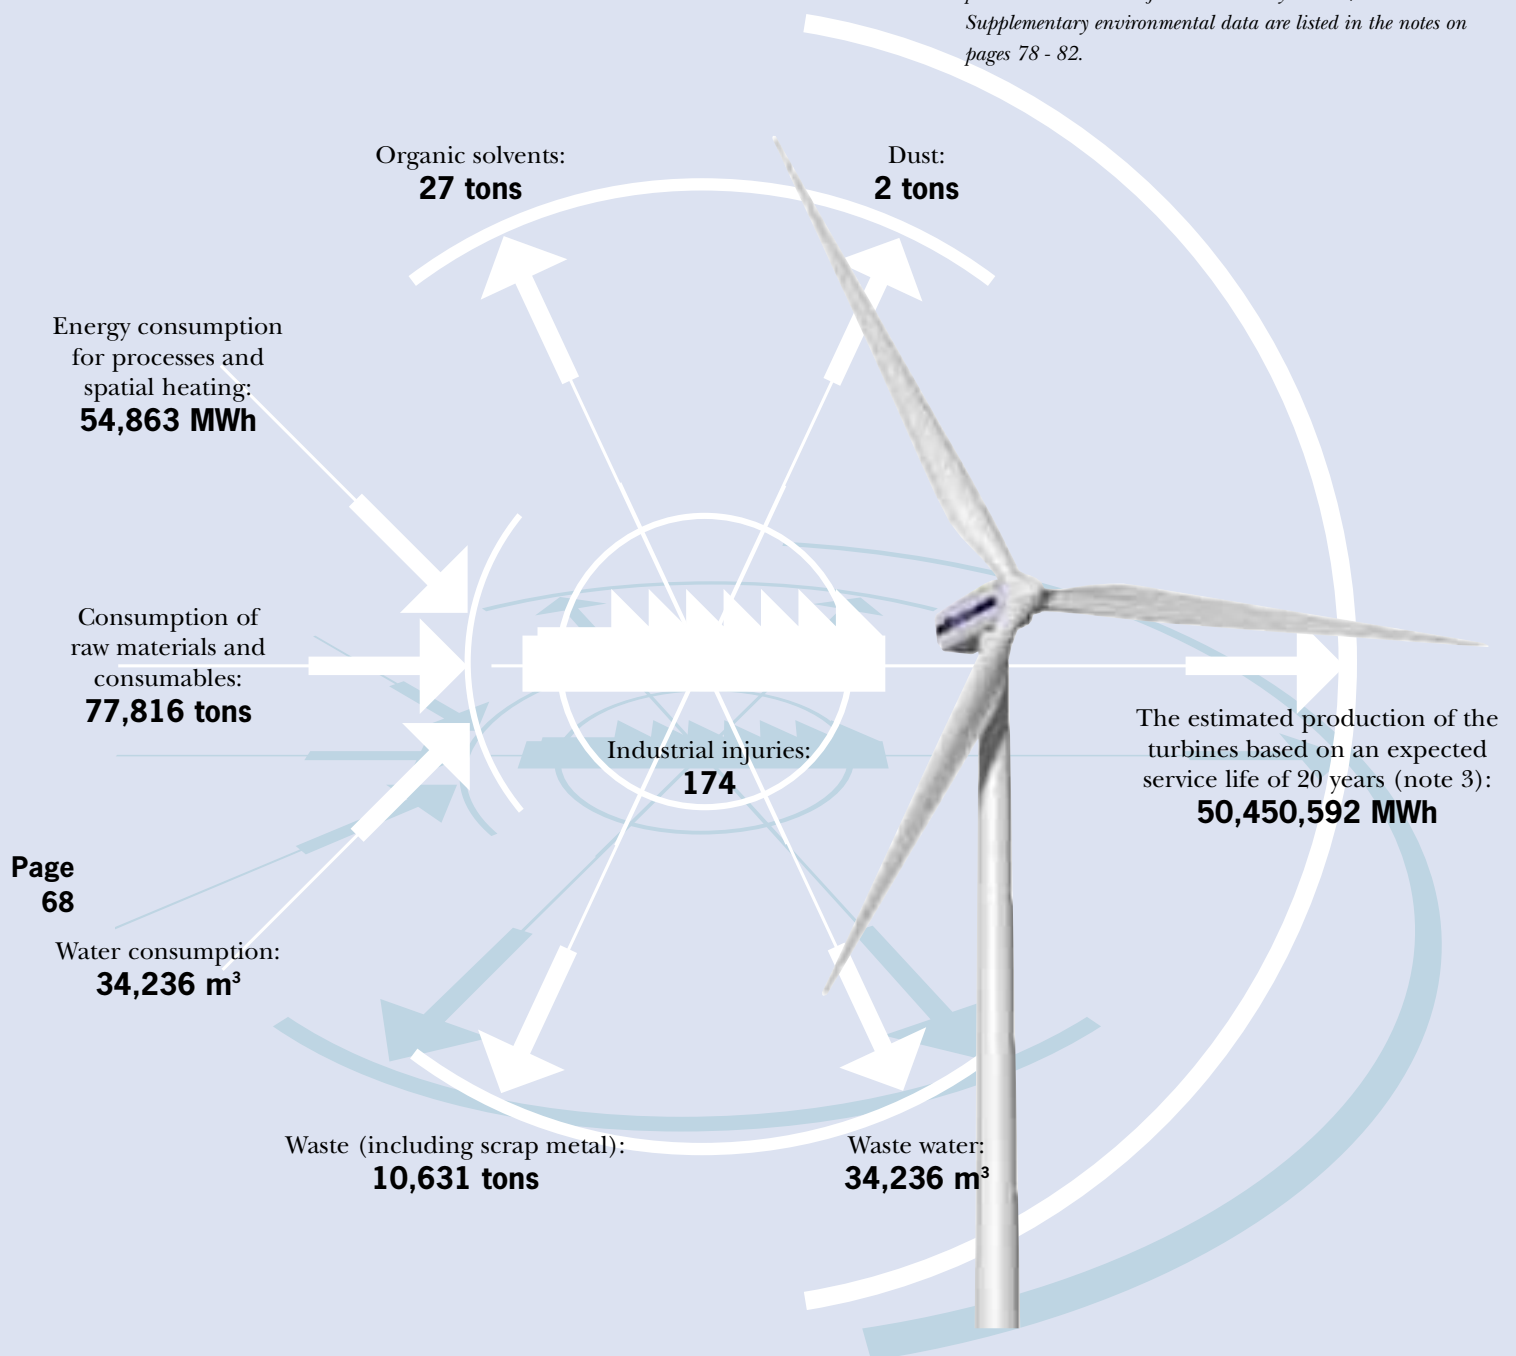 Supplementary environmental data are listed in the notes on
pages 78 - 82.
Organic solvents:
27 tons
Dust:
2 tons
Energy consumption
for processes and
spatial heating:
54,863 MWh
Consumption of
raw materials and
consumables:
77,816 tons
Industrial injuries:
174
The estimated production of the
turbines based on an expected
service life of 20 years (note 3):
50,450,592 MWh
Page
68
Water consumption:
34,236 m³
Waste (including scrap metal):
10,631 tons
Waste water:
34,236 m³